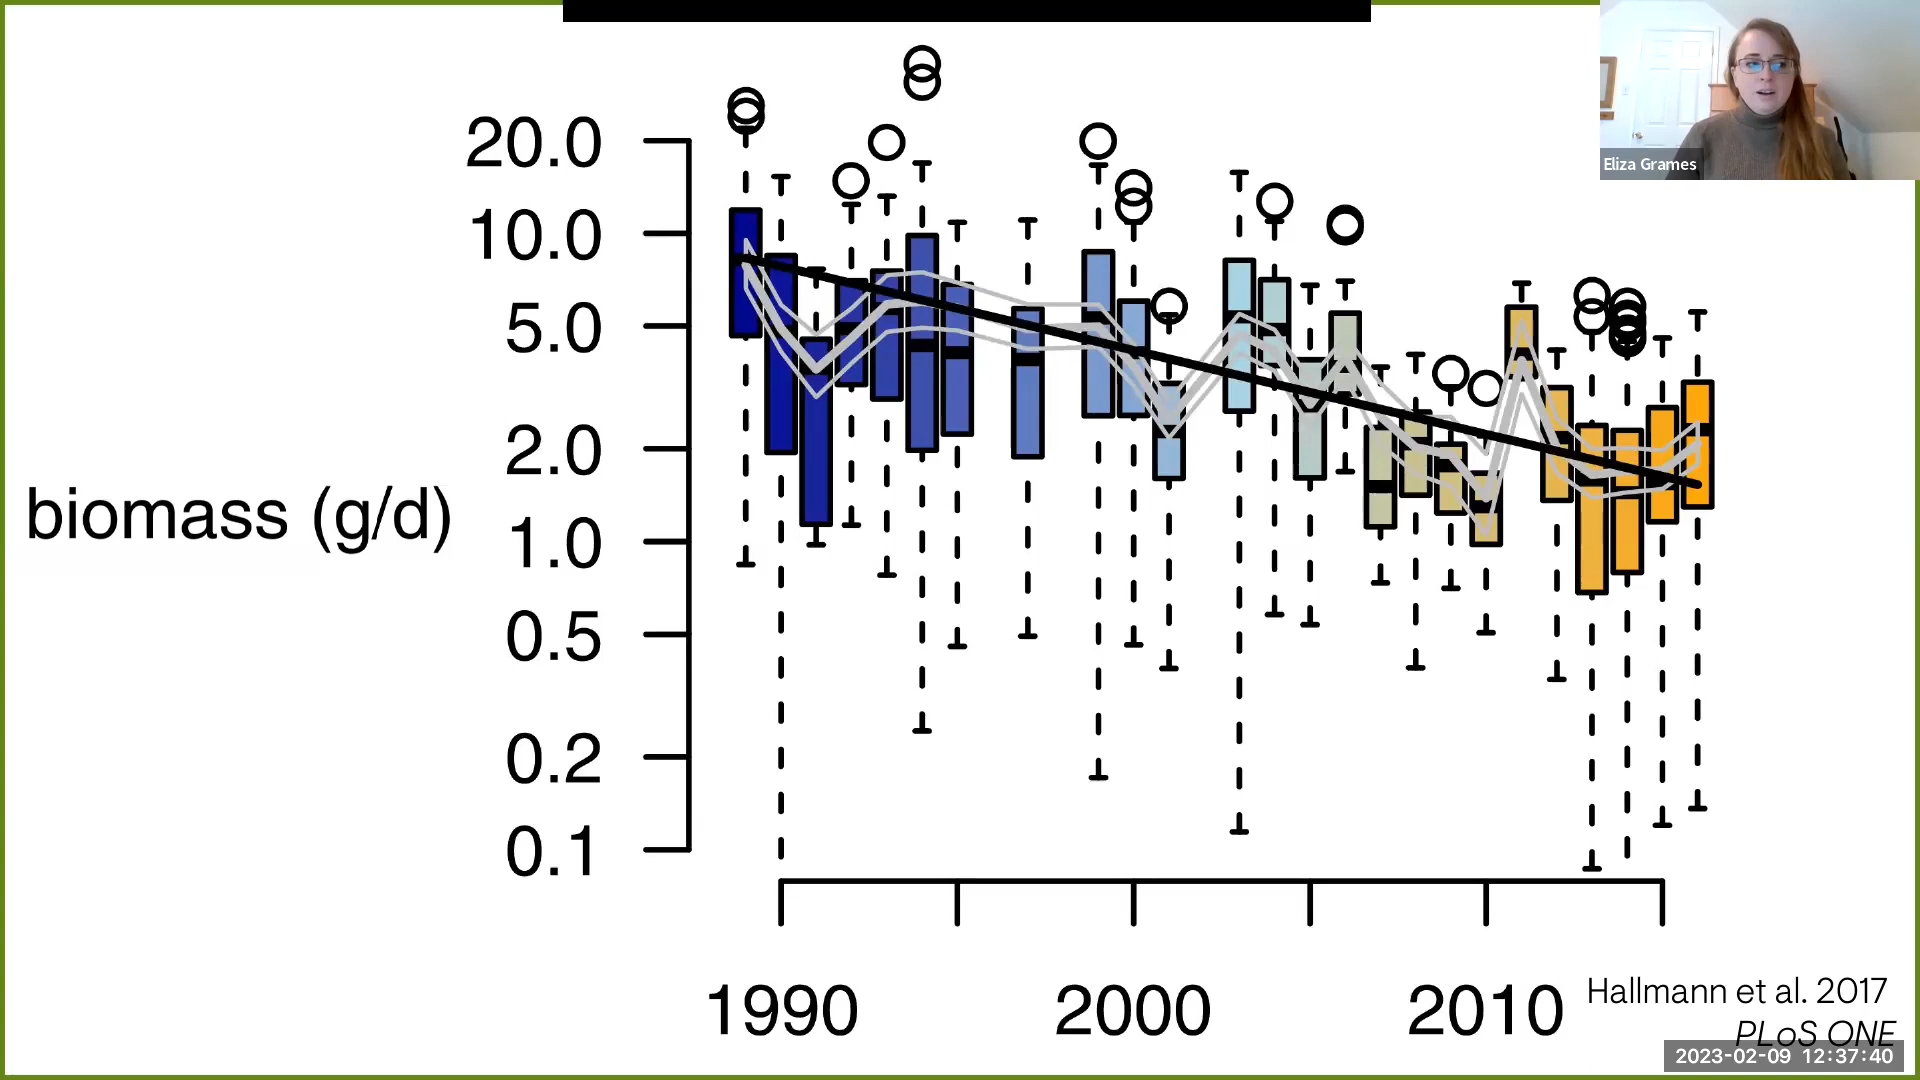 Eliza Grames
20.0
10.0
5.0
2.0
biomass (g/d)
1.0
0.5
0.2
0.1
1990 2000 2010
Hallmann et al. 2017
PLoS ONE
2023-02-09 12:37:40